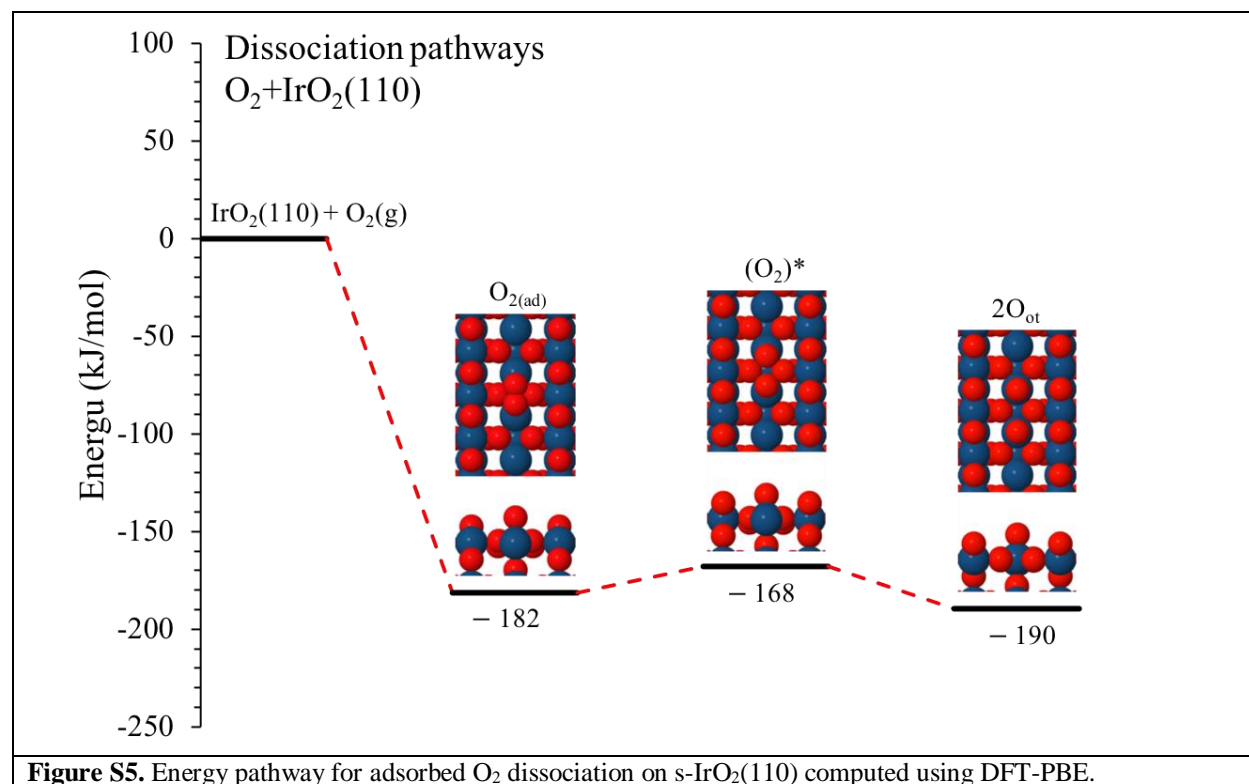 Dissociation pathways
O₂+IrO₂(110)
100
50
0
-50
-100
-150
-200
-250
Energu (kJ/mol)
IrO₂(110) + O₂(g)
O₂₍ad₎
(O₂)*
2Oot
– 182
– 168
– 190
Figure S5. Energy pathway for adsorbed O₂ dissociation on s-IrO₂(110) computed using DFT-PBE.